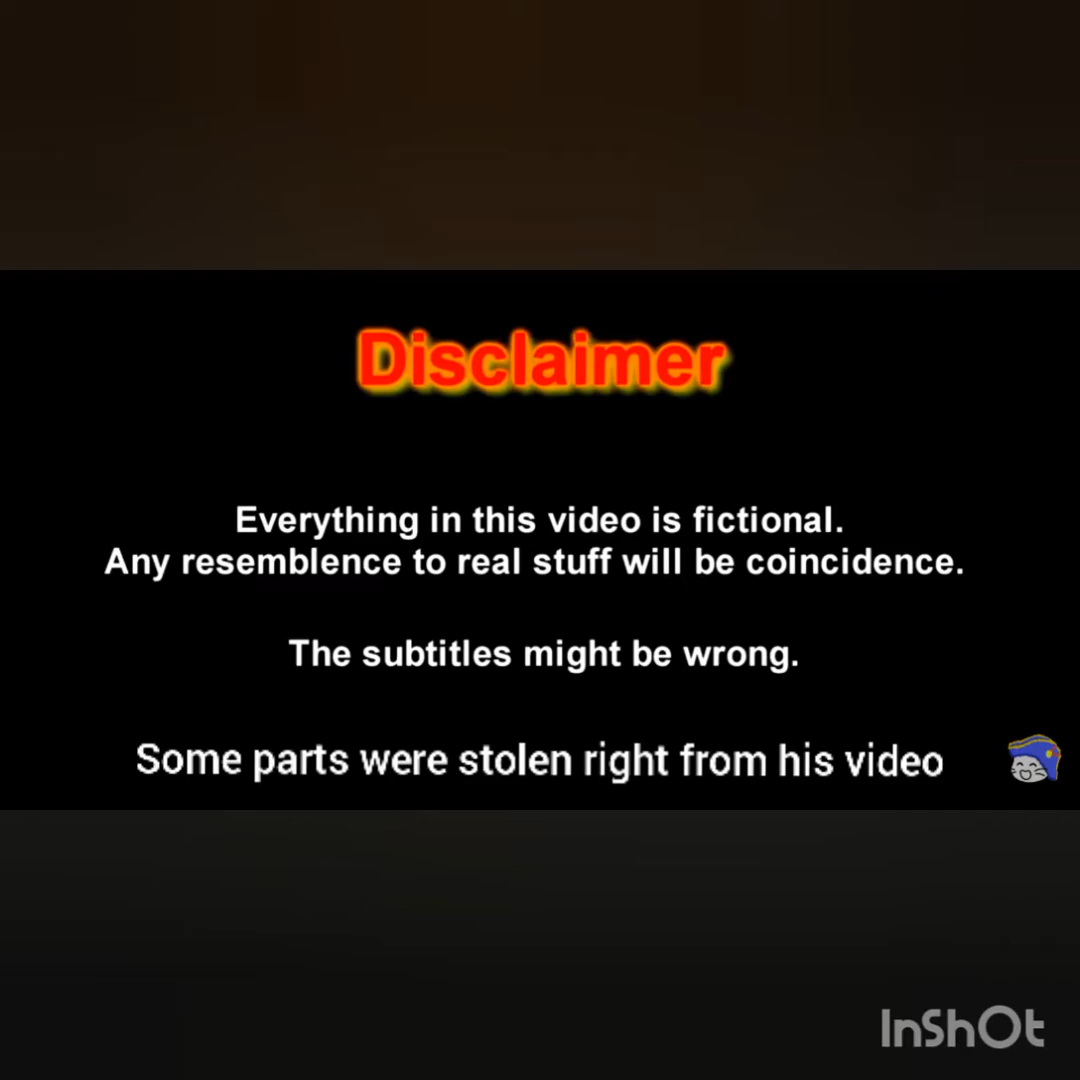 Disclaimer
Everything in this video is fictional.
Any resemblence to real stuff will be coincidence.
The subtitles might be wrong.
Some parts were stolen right from his video
InShOt